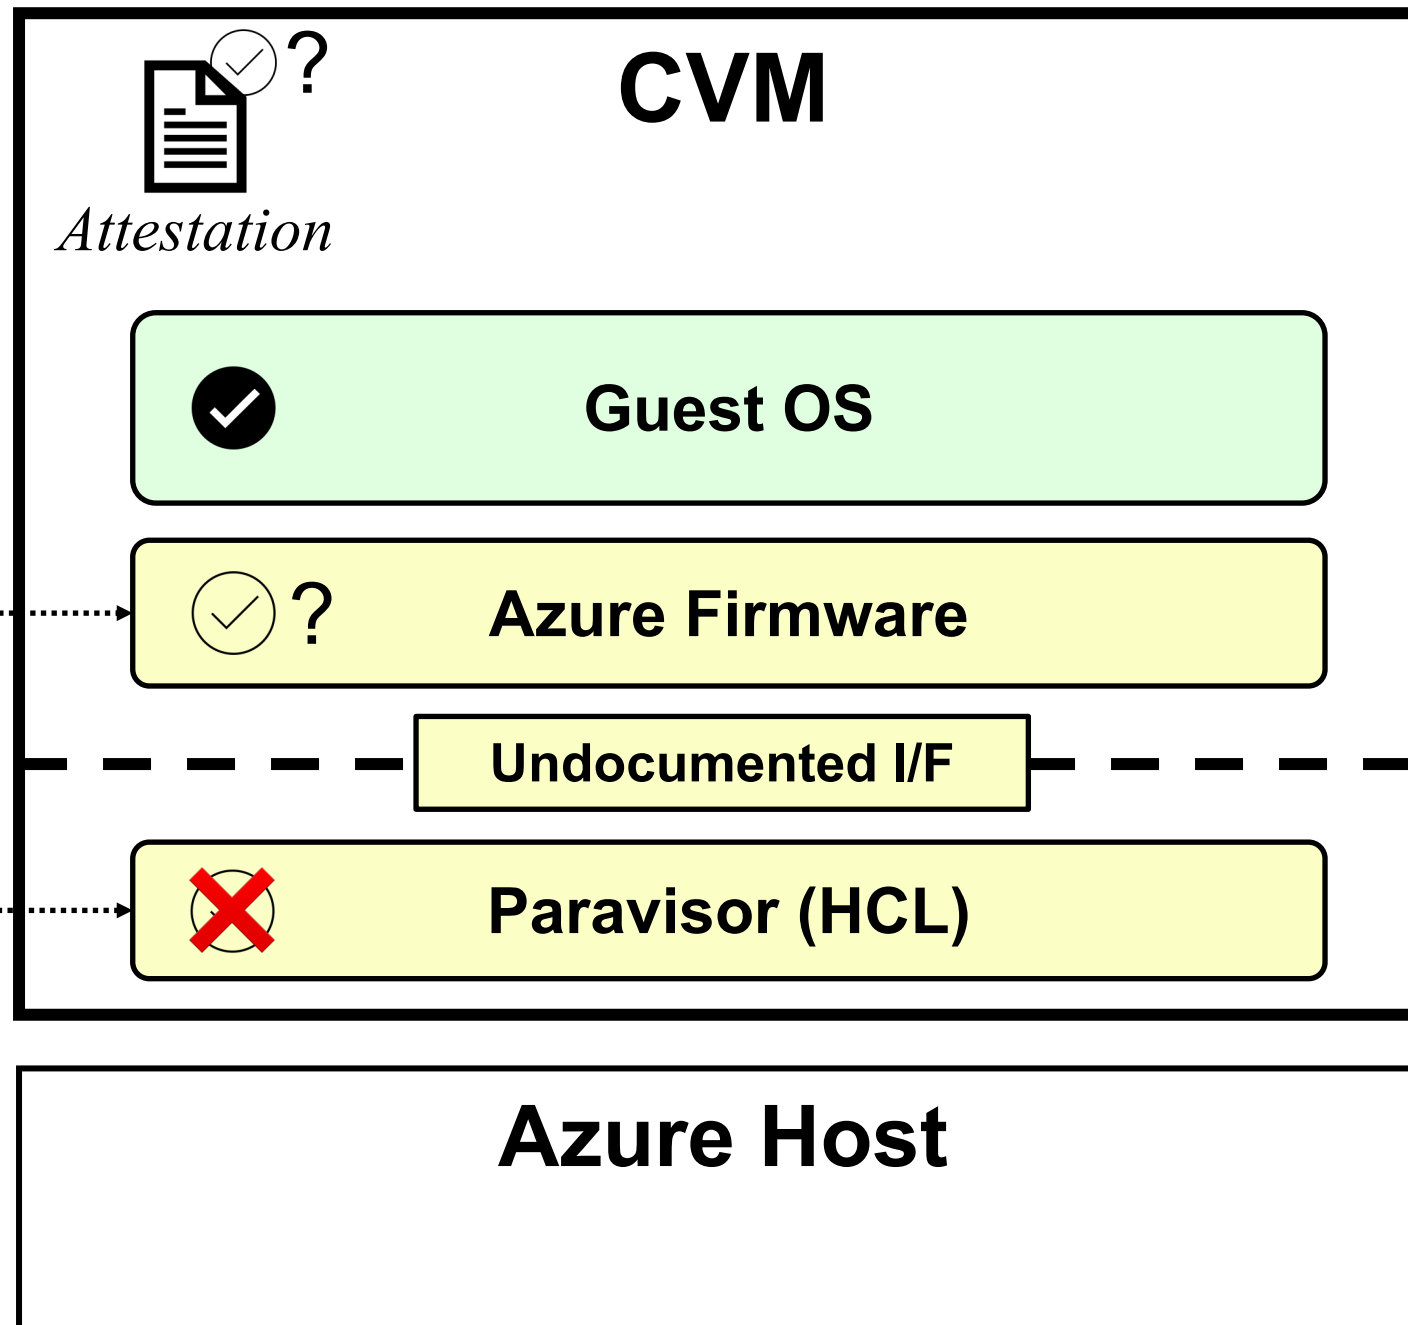 ?
CVM
Attestation
Guest OS
? Azure Firmware
Undocumented I/F
Paravisor (HCL)
Azure Host